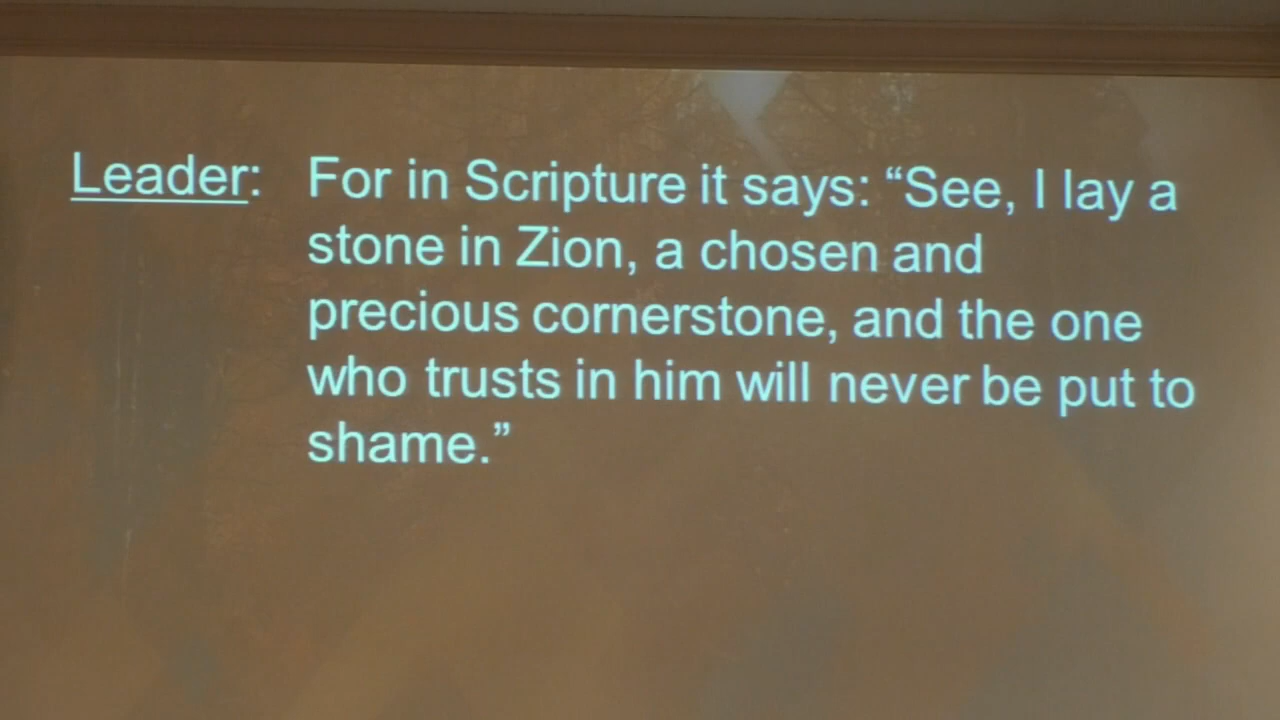 Leader: For in Scripture it says: “See, I lay a
stone in Zion, a chosen and
precious cornerstone, and the one
who trusts in him will never be put to
shame.”